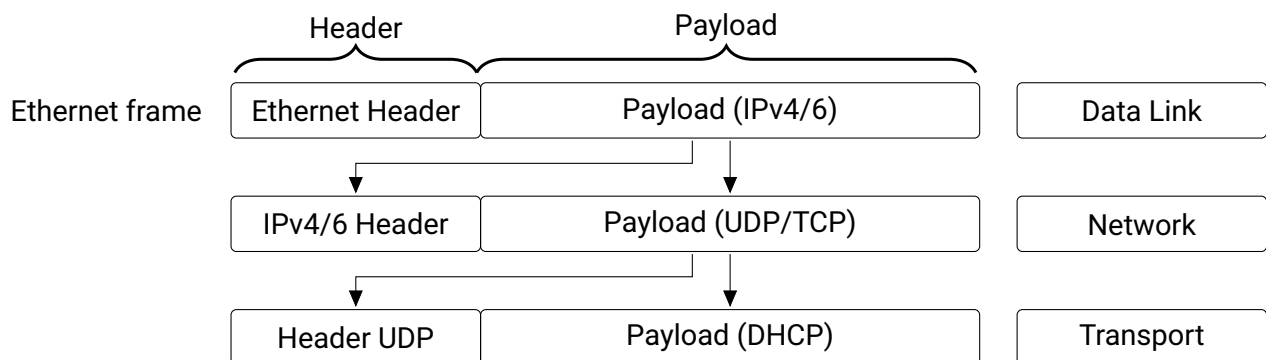 Header Payload
Ethernet frame Ethernet Header Payload (IPv4/6) Data Link
IPv4/6 Header Payload (UDP/TCP) Network
Header UDP Payload (DHCP) Transport